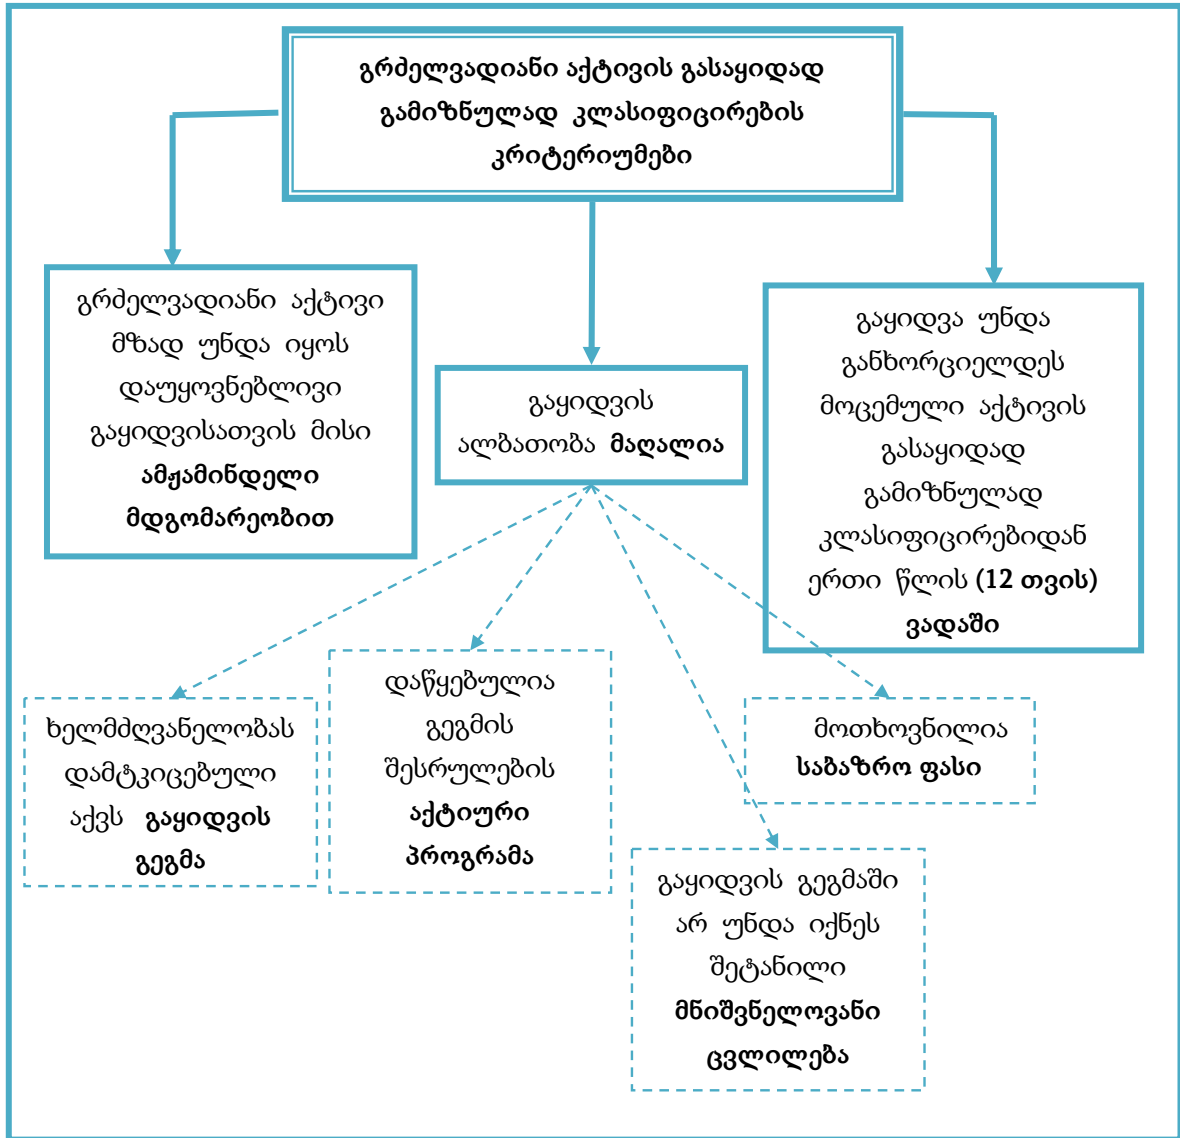 გრძელვადიანი აქტივის გასაყიდად
გამიზნულად კლასიფიცირების
კრიტერიუმები
გრძელვადიანი აქტივი
მზად უნდა იყოს
დაუყოვნებლივი
გაყიდვისათვის მისი
ამჟამინდელი
მდგომარეობით
გაყიდვის
ალბათობა მაღალია
გაყიდვა უნდა
განხორციელდეს
მოცემული აქტივის
გასაყიდად
გამიზნულად
კლასიფიცირებიდან
ერთი წლის (12 თვის)
ვადაში
ხელმძღვანელობას
დამტკიცებული
აქვს გაყიდვის
გეგმა
დაწყებულია
გეგმის
შესრულების
აქტიური
პროგრამა
გაყიდვის გეგმაში
არ უნდა იქნეს
შეტანილი
მნიშვნელოვანი
ცვლილება
მოთხოვნილია
საბაზრო ფასი